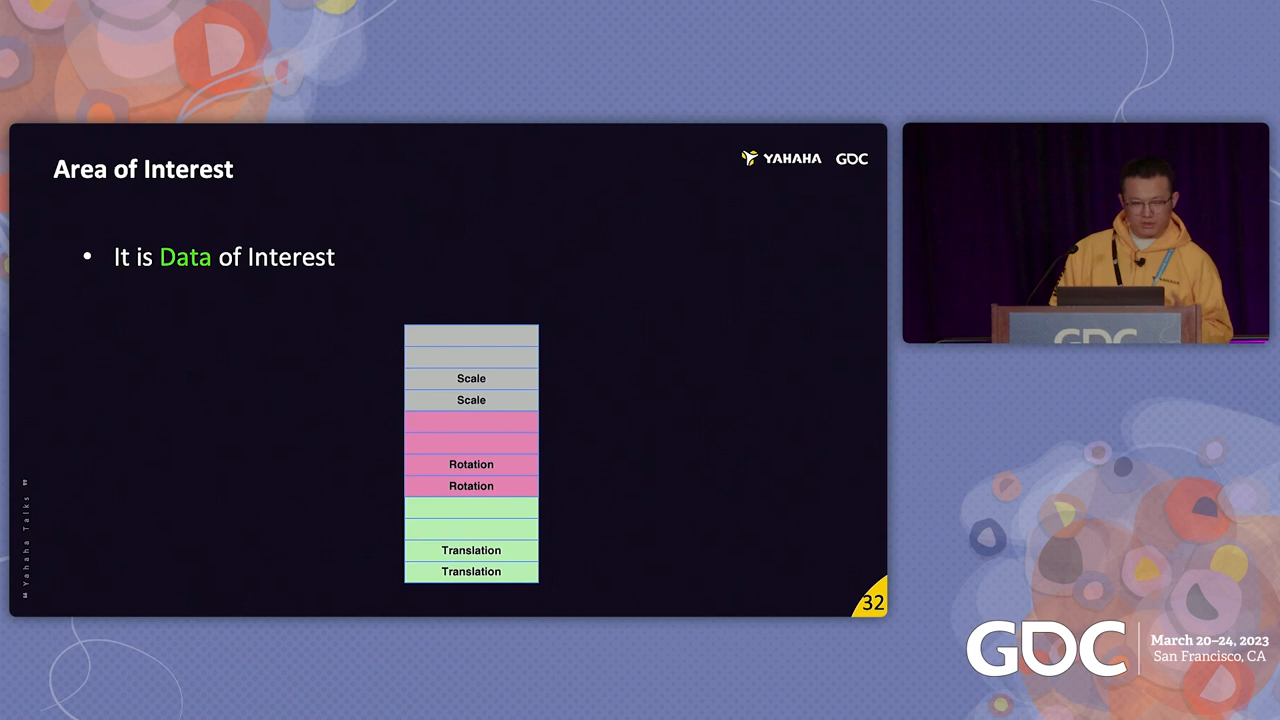 Area of Interest
YAHAHA GDC
• It is Data of Interest
Scale
Scale
Rotation
Rotation
Translation
Translation
“ Yahaha Talks ”
32
GDC
GDC
March 20–24, 2023
San Francisco, CA